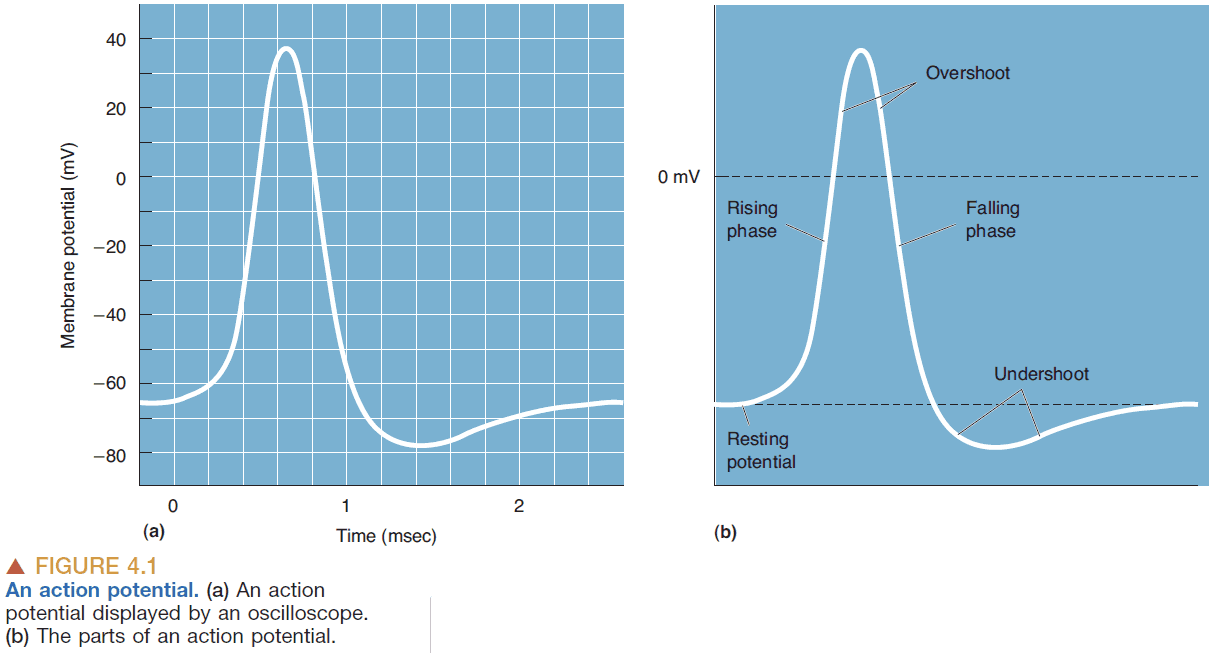 40
20
0
−20
−40
−60
−80
Membrane potential (mV)
0
1
2
Time (msec)
(a)
Overshoot
0 mV
Rising
phase
Falling
phase
Undershoot
Resting
potential
(b)
▲ FIGURE 4.1
An action potential. (a) An action
potential displayed by an oscilloscope.
(b) The parts of an action potential.